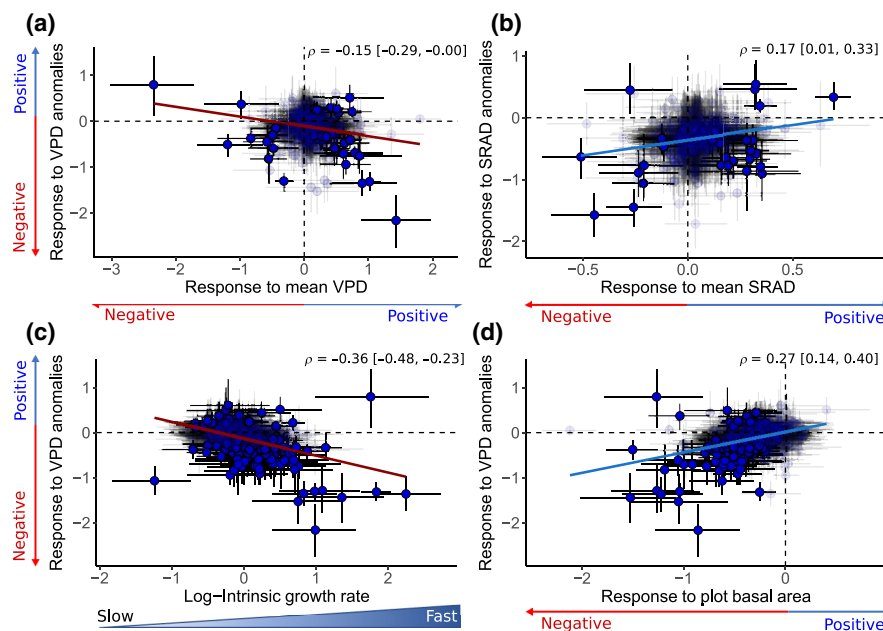 (a)
ρ = −0.15 [−0.29, −0.00]
Positive
Negative
Response to VPD anomalies
1
0
−1
−2
−3 −2 −1 0 1 2
Response to mean VPD
Negative Positive
(b)
ρ = 0.17 [0.01, 0.33]
Response to SRAD anomalies
1
0
−1
−2
−0.5 0.0 0.5
Response to mean SRAD
Negative Positive
(c)
ρ = −0.36 [−0.48, −0.23]
Positive
Negative
Response to VPD anomalies
1
0
−1
−2
−2 −1 0 1 2
Log−Intrinsic growth rate
Slow Fast
(d)
ρ = 0.27 [0.14, 0.40]
Response to VPD anomalies
1
0
−1
−2
−2 −1 0
Response to plot basal area
Negative Positive